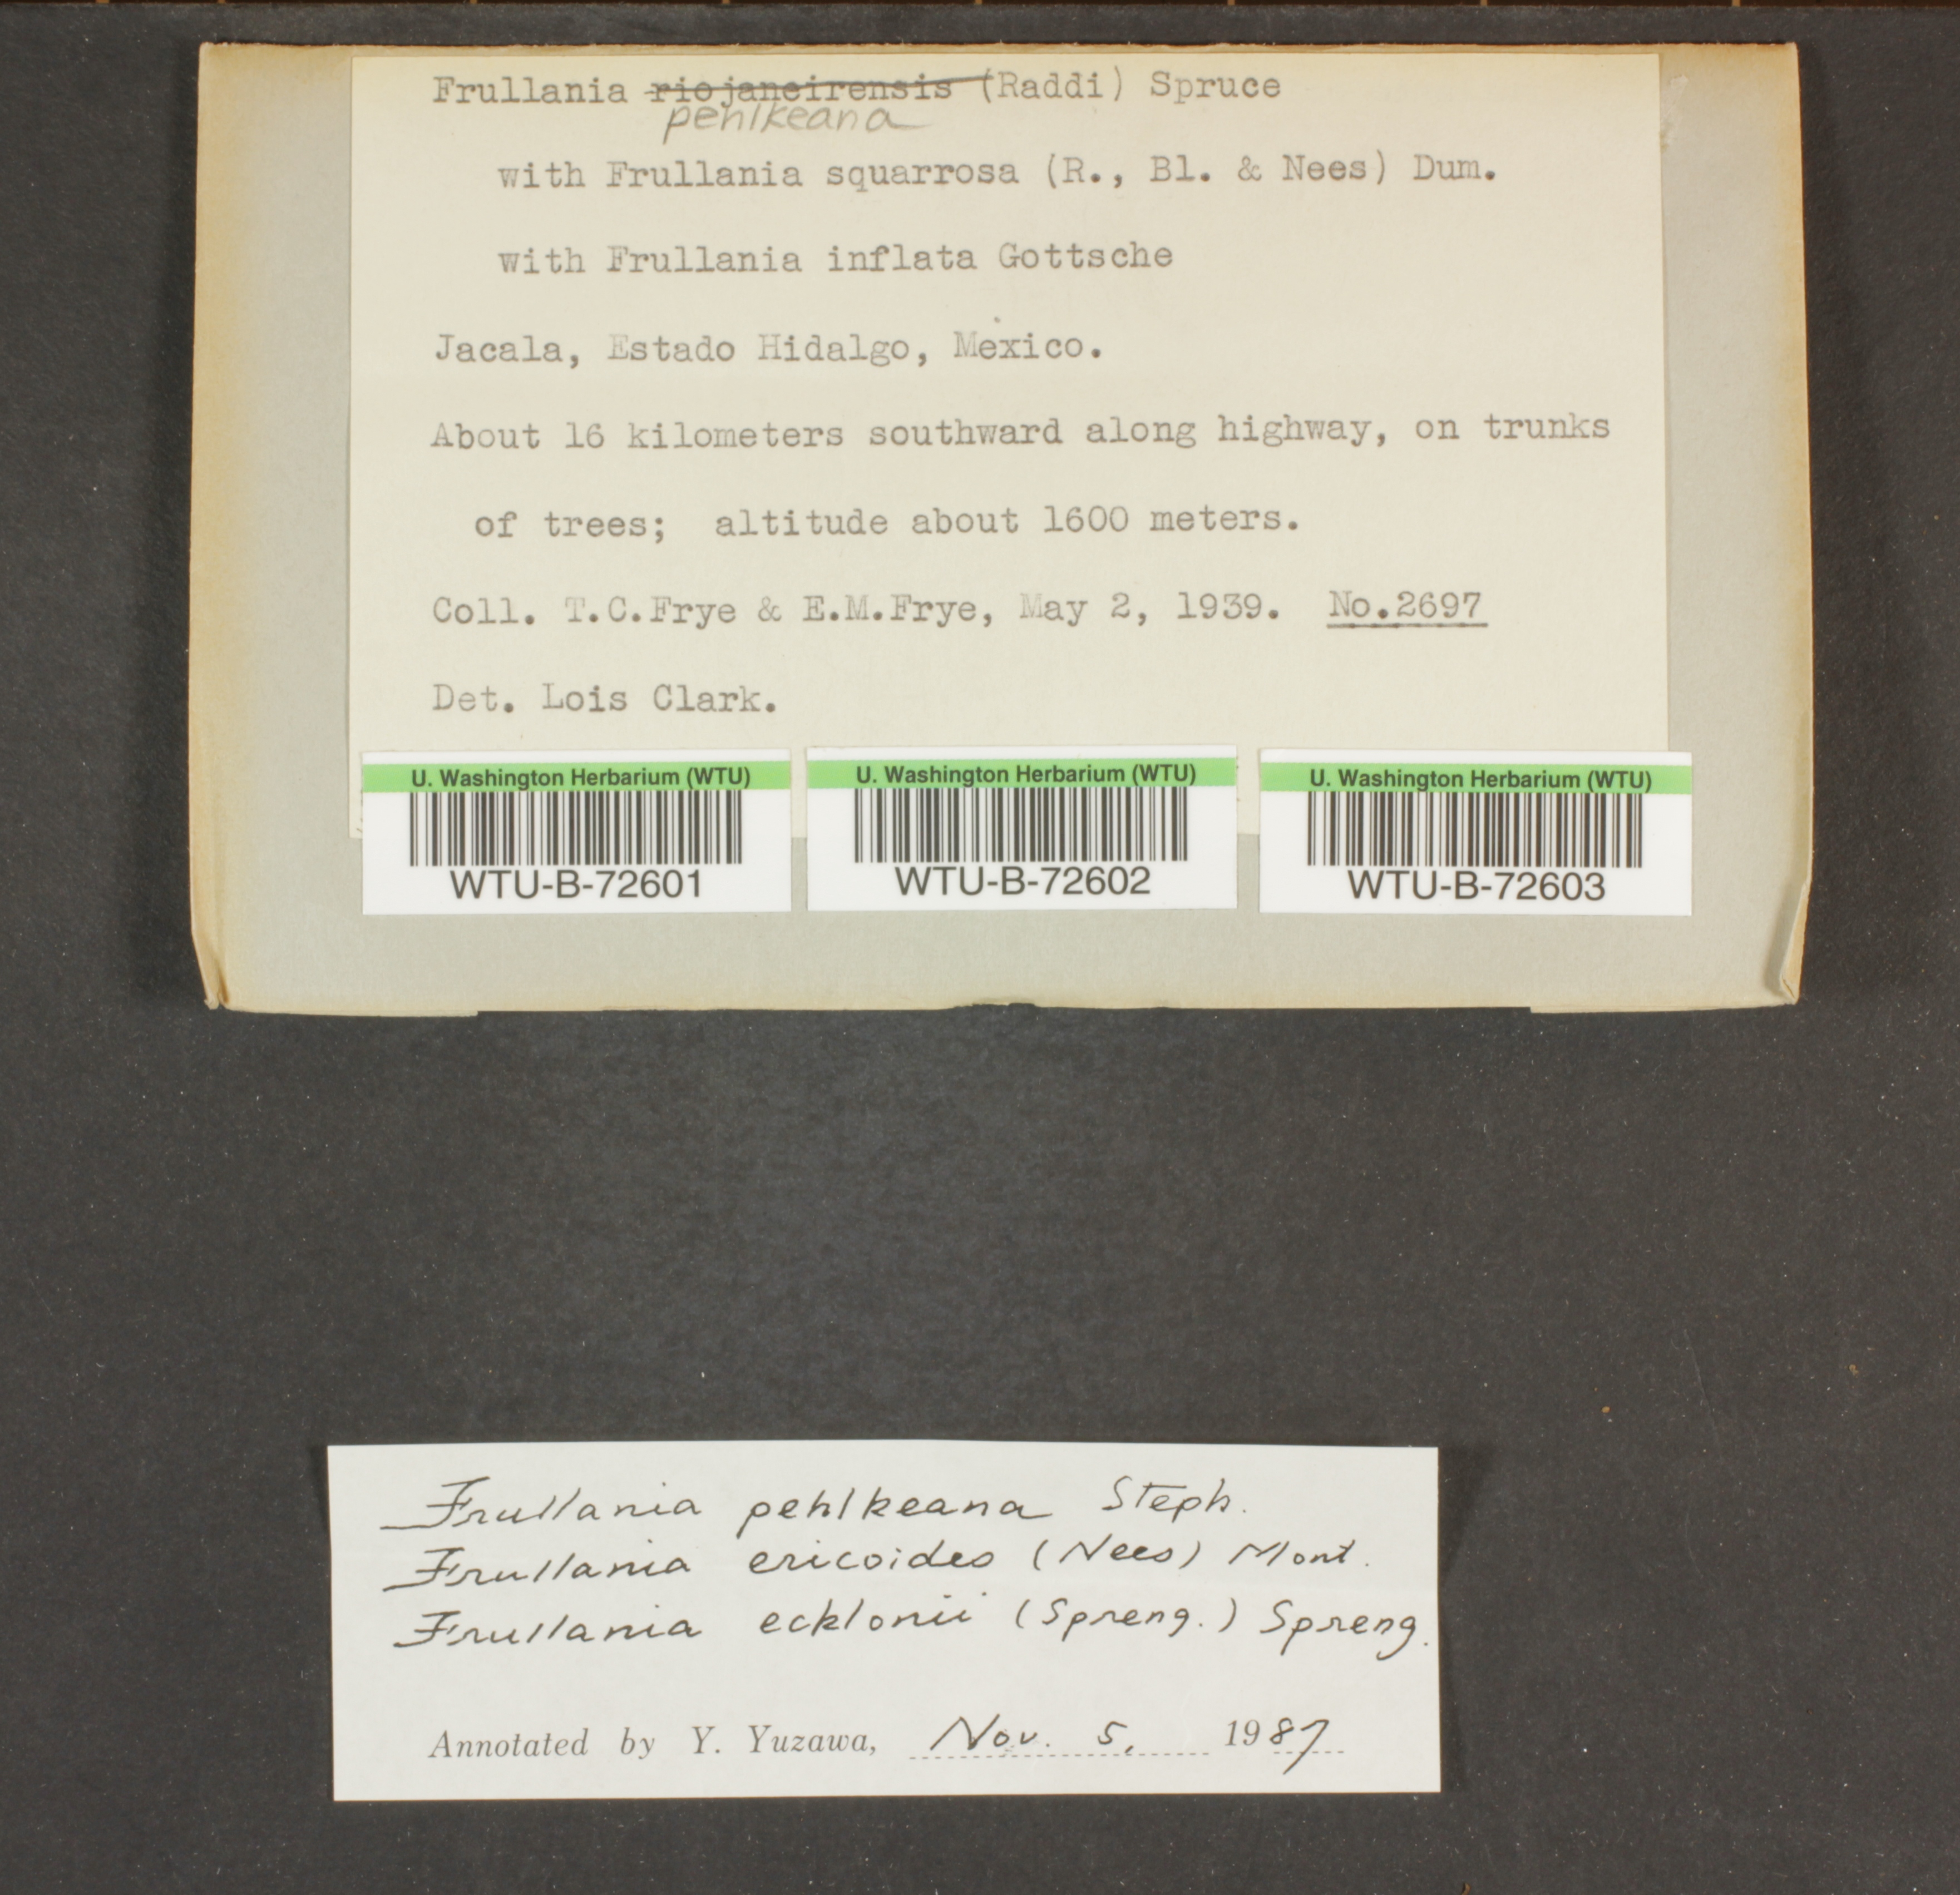 Frullania riojaneirensis (Raddi) Spruce
pehlkeana
with Frullania squarrosa (R., Bl. & Nees) Dum.
with Frullania inflata Gottsche
Jacala, Estado Hidalgo, Mexico.
About 16 kilometers southward along highway, on trunks
of trees; altitude about 1600 meters.
Coll. T.C.Frye & E.M.Frye, May 2, 1939. No.2697
Det. Lois Clark.
U. Washington Herbarium (WTU)
WTU-B-72601
U. Washington Herbarium (WTU)
WTU-B-72602
U. Washington Herbarium (WTU)
WTU-B-72603
Frullania pehlkeana Steph.
Frullania ericoides (Nees) Mont.
Frullania ecklonii (Spreng.) Spreng.
Annotated by Y. Yuzawa, Nov. 5, 1987